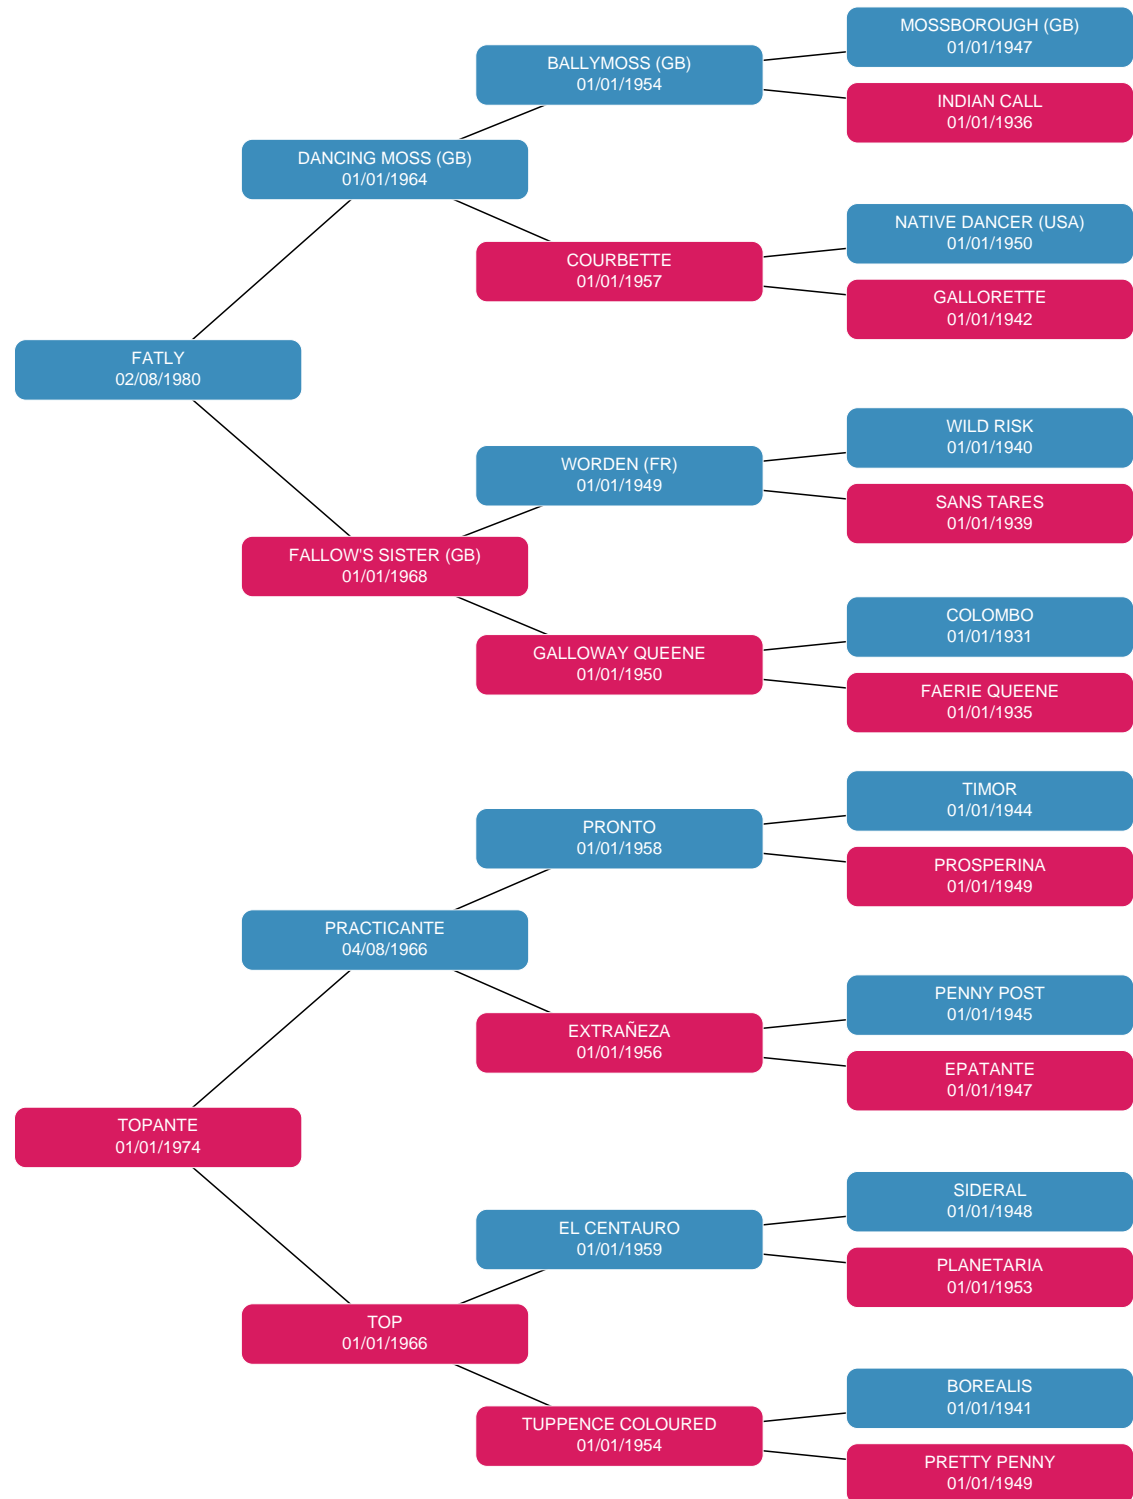 MOSSBOROUGH (GB)
01/01/1947
BALLYMOSS (GB)
01/01/1954
INDIAN CALL
01/01/1936
DANCING MOSS (GB)
01/01/1964
NATIVE DANCER (USA)
01/01/1950
COURBETTE
01/01/1957
GALLORETTE
01/01/1942
FATLY
02/08/1980
WILD RISK
01/01/1940
WORDEN (FR)
01/01/1949
SANS TARES
01/01/1939
FALLOW'S SISTER (GB)
01/01/1968
COLOMBO
01/01/1931
GALLOWAY QUEENE
01/01/1950
FAERIE QUEENE
01/01/1935
TIMOR
01/01/1944
PRONTO
01/01/1958
PROSPERINA
01/01/1949
PRACTICANTE
04/08/1966
PENNY POST
01/01/1945
EXTRAÑEZA
01/01/1956
EPATANTE
01/01/1947
TOPANTE
01/01/1974
SIDERAL
01/01/1948
EL CENTAURO
01/01/1959
PLANETARIA
01/01/1953
TOP
01/01/1966
BOREALIS
01/01/1941
TUPPENCE COLOURED
01/01/1954
PRETTY PENNY
01/01/1949